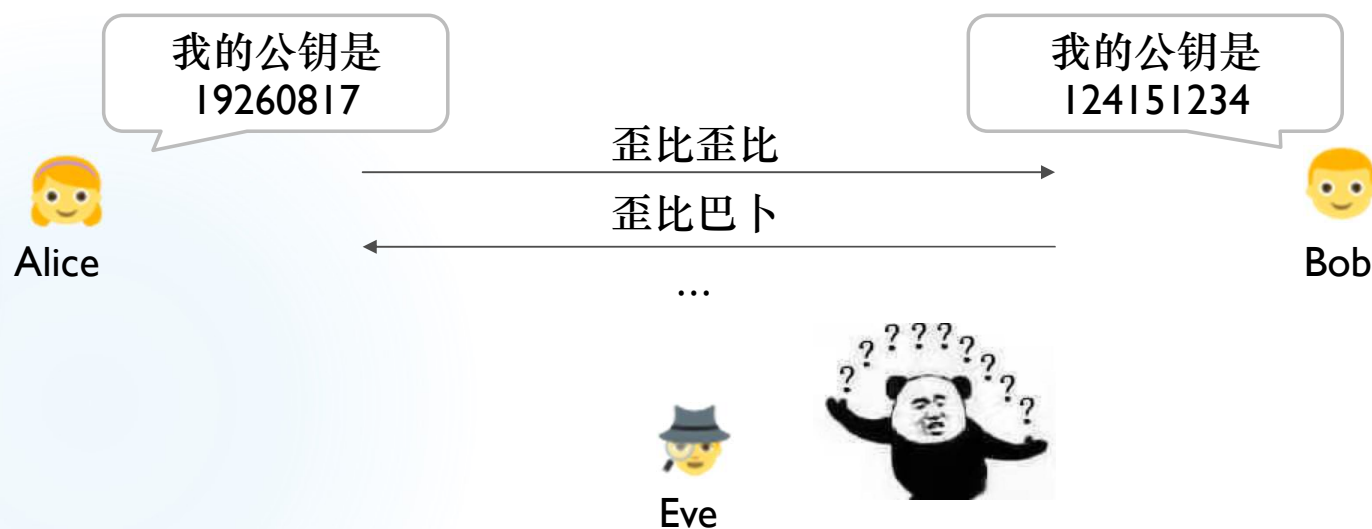 我的公钥是
19260817
我的公钥是
124151234
歪比歪比
歪比巴卜
Alice
Bob
...
? ? ? ? ? ? ? ?
Eve